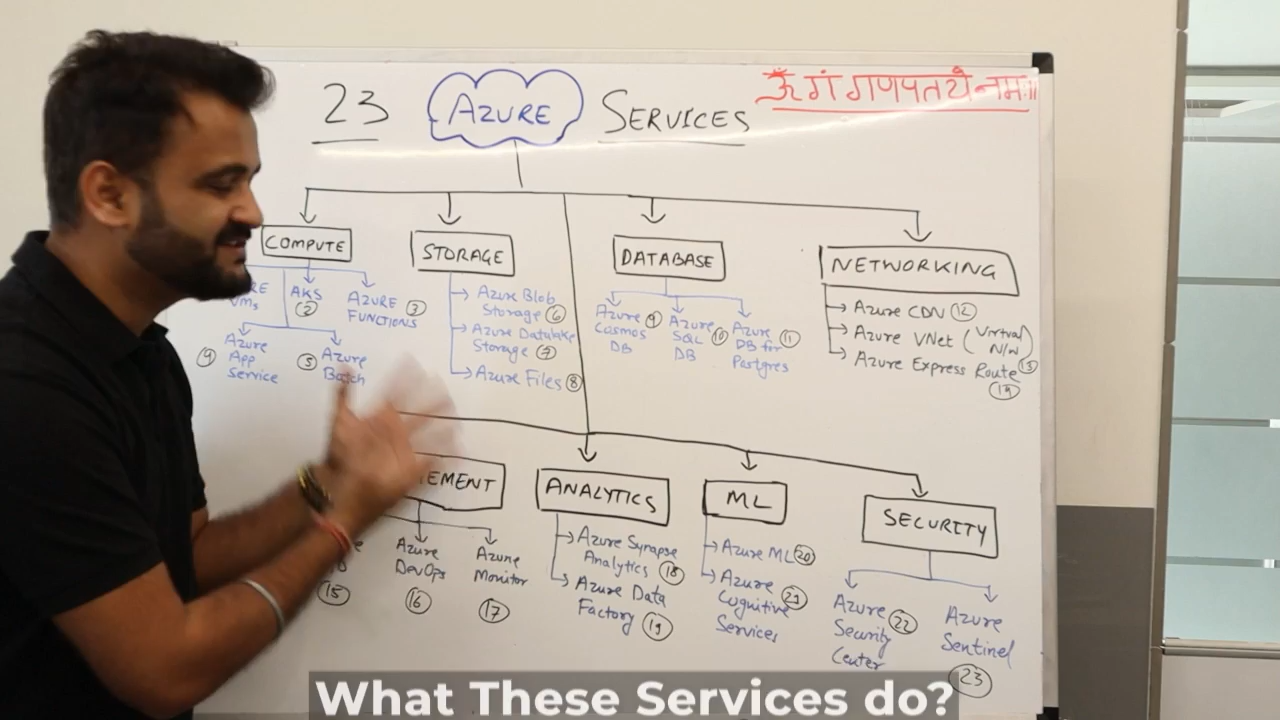 23 AZURE SERVICES
ॐ गं गणपतये नमः॥
COMPUTE
STORAGE
DATABASE
NETWORKING
VMs
AKS
②
AZURE ③
FUNCTIONS
④ Azure
App
Service
⑤ Azure
Batch
Azure Blob
Storage ⑥
Azure Datalake
Storage ⑦
Azure Files ⑧
Azure ⑨
Cosmos
DB
Azure ⑩
SQL
DB
Azure ⑪
DB for
Postgres
Azure CDN ⑫
Azure VNet (Virtual
N/w)
⑬
Azure Express Route
⑭
EMENT
ANALYTICS
ML
SECURITY
⑮
Azure
DevOps
⑯
Azure
Monitor
⑰
Azure Synapse
Analytics ⑱
Azure Data
Factory ⑲
Azure ML ⑳
Azure ㉑
Cognitive
Services
Azure ㉒
Security
Center
Azure
Sentinel
㉓
What These Services do?